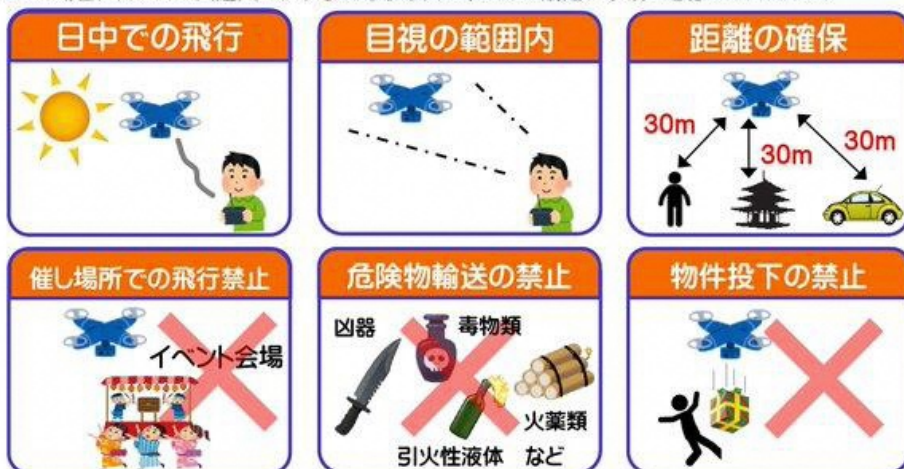 日中での飛行
目視の範囲内
距離の確保
30m
30m
30m
催し場所での飛行禁止
イベント会場
危険物輸送の禁止
凶器
毒物類
火薬類
引火性液体 など
物件投下の禁止